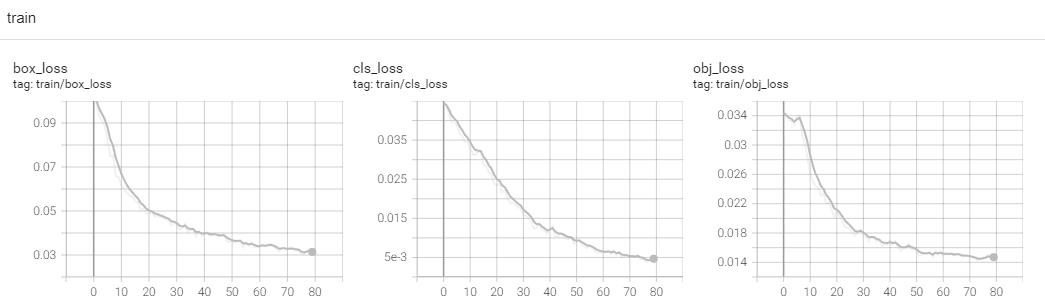 train
box_loss
tag: train/box_loss
0.09
0.07
0.05
0.03
0 10 20 30 40 50 60 70 80
cls_loss
tag: train/cls_loss
0.035
0.025
0.015
5e-3
0 10 20 30 40 50 60 70 80
obj_loss
tag: train/obj_loss
0.034
0.03
0.026
0.022
0.018
0.014
0 10 20 30 40 50 60 70 80